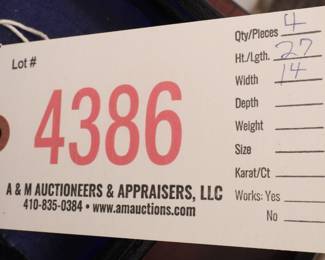 Lot #
4386
A & M AUCTIONEERS & APPRAISERS, LLC
410-835-0384 • www.amauctions.com
Qty/Pieces 4
Ht./Lgth. 27
Width 14
Depth
Weight
Size
Karat/Ct
Works: Yes
No